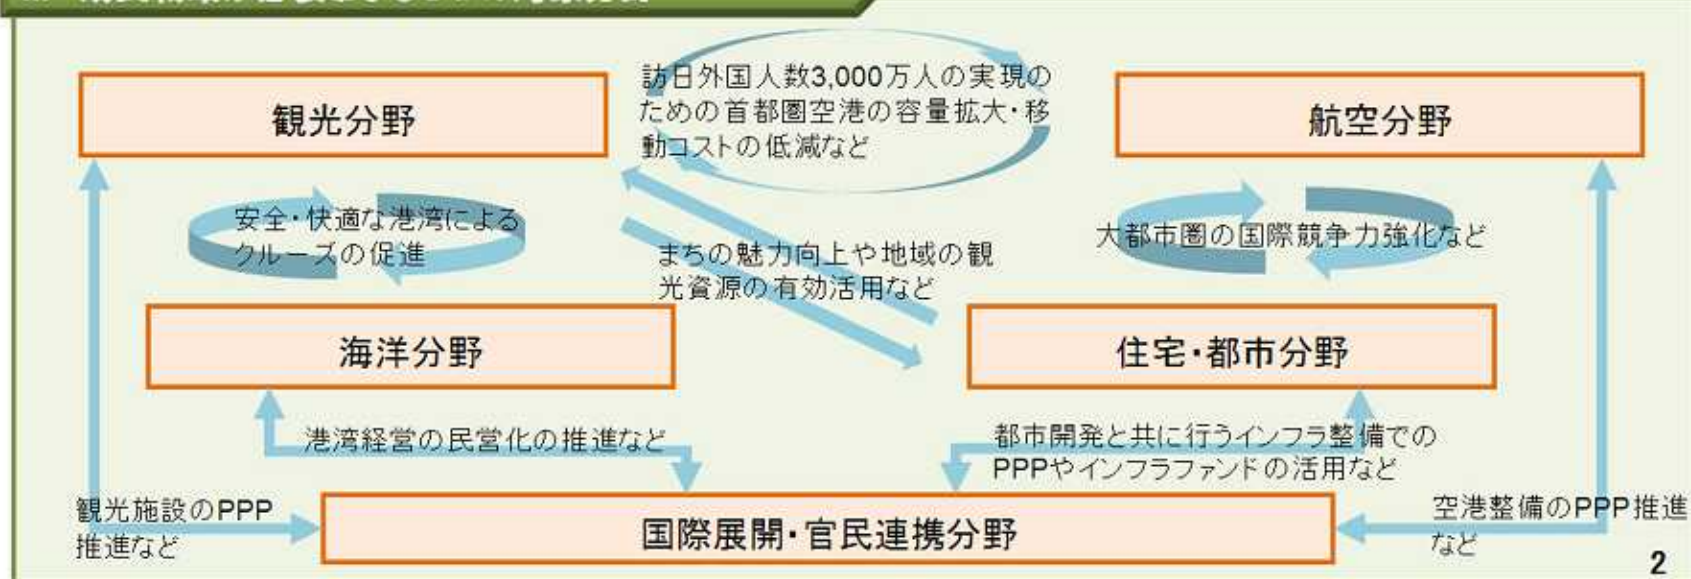 観光分野
訪日外国人数3,000万人の実現の
ための首都圏空港の容量拡大・移
動コストの低減など
航空分野
安全・快適な港湾による
クルーズの促進
まちの魅力向上や地域の観
光資源の有効活用など
大都市圏の国際競争力強化など
海洋分野
住宅・都市分野
港湾経営の民営化の推進など
都市開発と共に行うインフラ整備での
PPPやインフラファンドの活用など
観光施設のPPP
推進など
国際展開・官民連携分野
空港整備のPPP推進
など
2